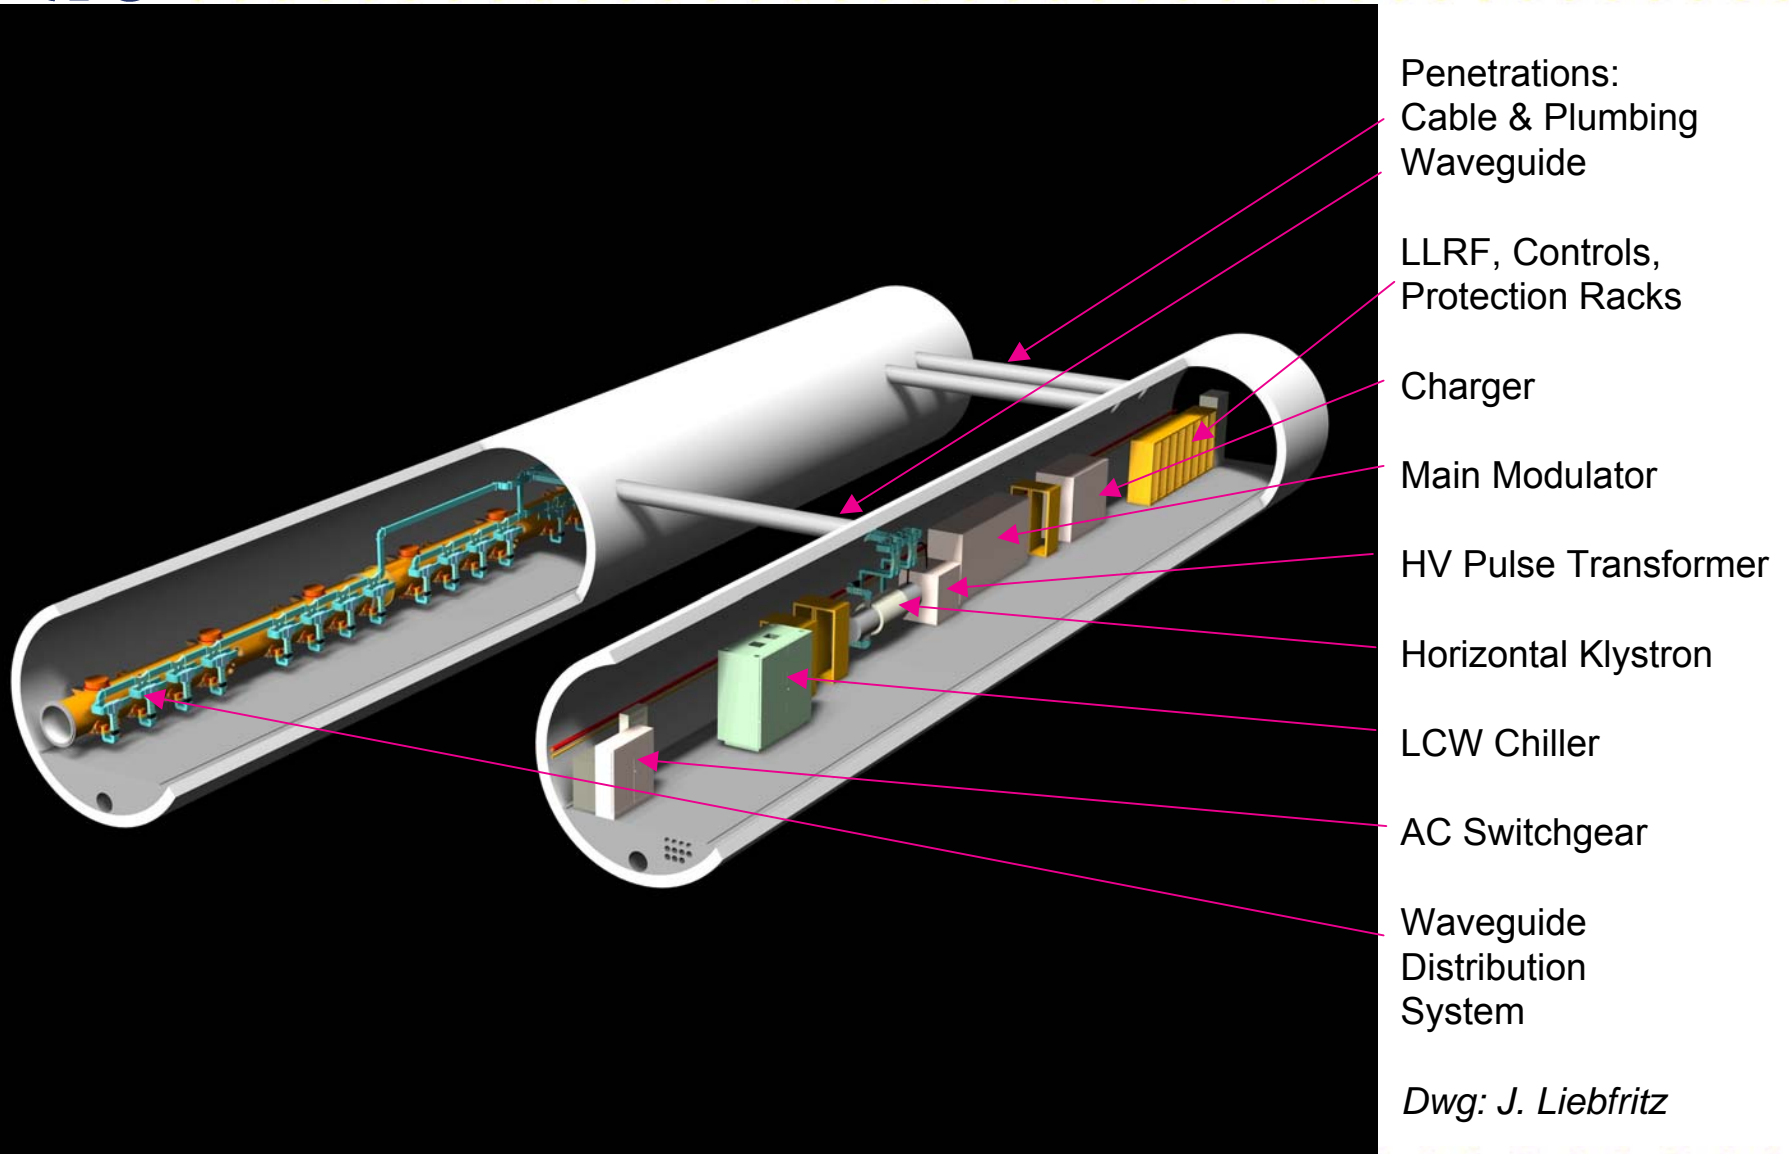 Penetrations:
Cable & Plumbing
Waveguide
LLRF, Controls,
Protection Racks
Charger
Main Modulator
HV Pulse Transformer
Horizontal Klystron
LCW Chiller
AC Switchgear
Waveguide
Distribution
System
Dwg: J. Liebfritz